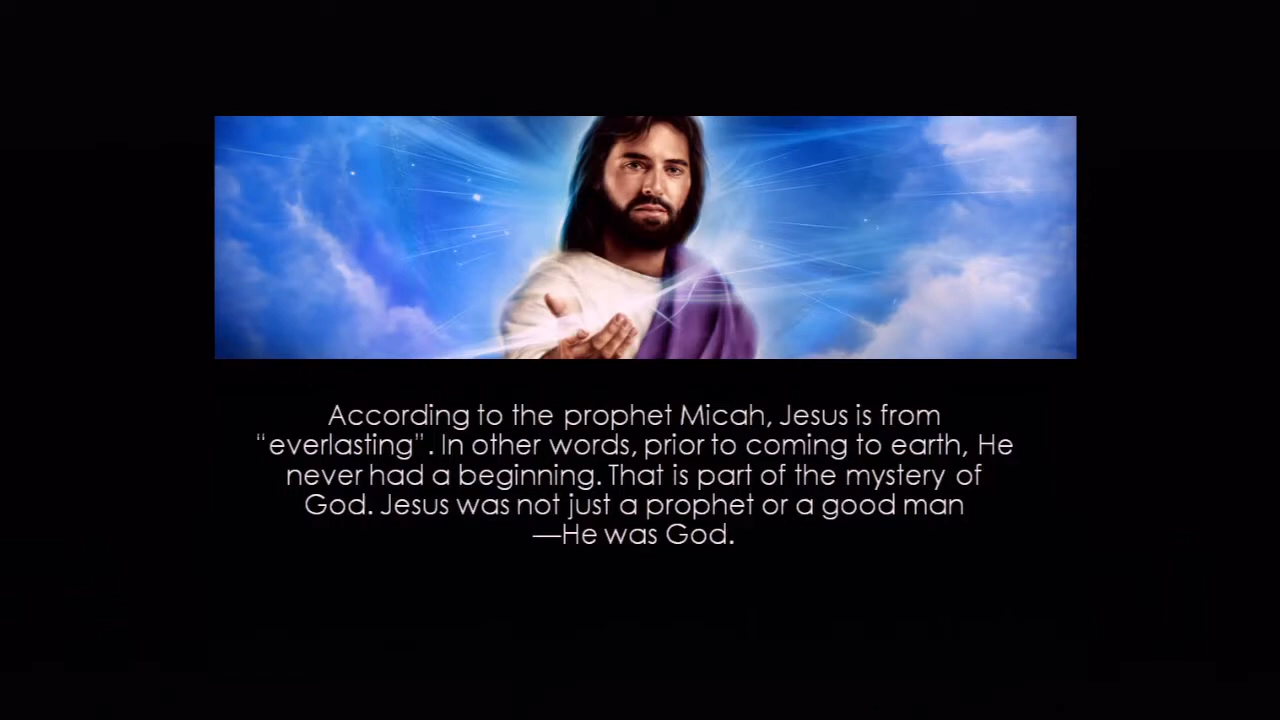 According to the prophet Micah, Jesus is from
"everlasting". In other words, prior to coming to earth, He
never had a beginning. That is part of the mystery of
God. Jesus was not just a prophet or a good man
—He was God.